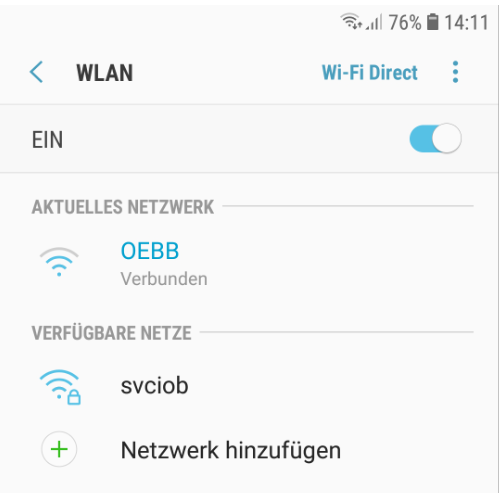 76% 14:11
WLAN Wi-Fi Direct
EIN
AKTUELLES NETZWERK
OEBB
Verbunden
VERFÜGBARE NETZE
svciob
Netzwerk hinzufügen